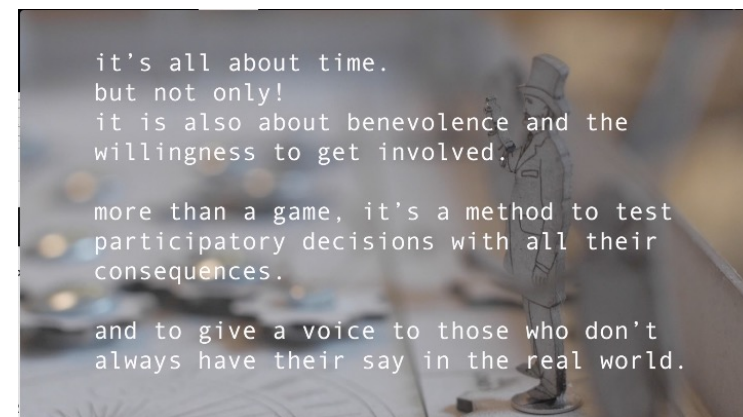 it's all about time.
but not only!
it is also about benevolence and the
willingness to get involved.
more than a game, it's a method to test
participatory decisions with all their
consequences.
and to give a voice to those who don't
always have their say in the real world.